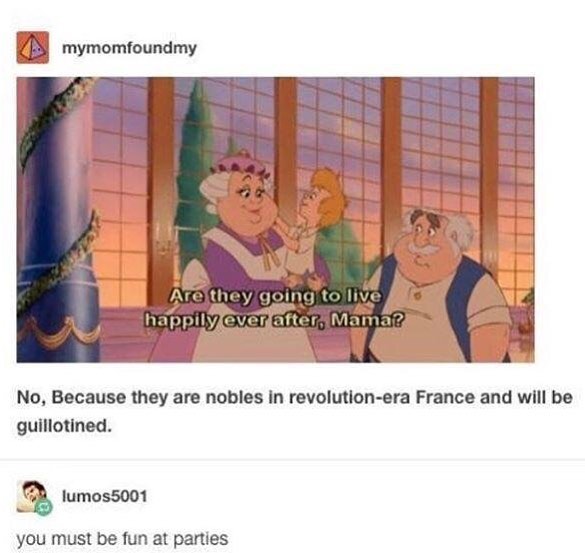 mymomfoundmy
Are they going to live
happily ever after, Mama?
No, Because they are nobles in revolution-era France and will be
guillotined.
lumos5001
you must be fun at parties